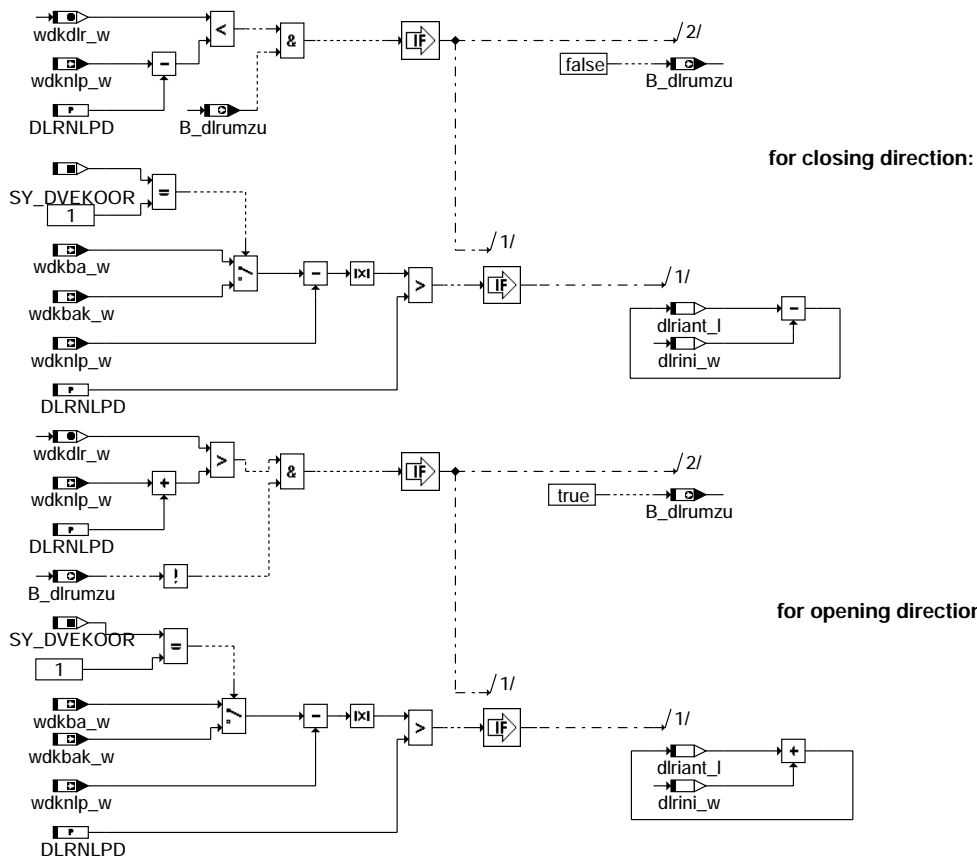 wdkdlr_w
<
&
IF
/2/
wdknlp_w
-
false
B_dlrumzu
P
DLRNLPD
B_dlrumzu
for closing direction:
SY_DVEKOOR
=
1
/1/
wdkba_w
-
|x|
>
IF
/1/
wdkbak_w
dlriant_l
-
wdknlp_w
dlrini_w
P
DLRNLPD
wdkdlr_w
>
&
IF
/2/
wdknlp_w
+
true
B_dlrumzu
P
DLRNLPD
!
B_dlrumzu
for opening direction
SY_DVEKOOR
=
1
/1/
wdkba_w
-
|x|
>
IF
/1/
wdkbak_w
dlriant_l
+
wdknlp_w
dlrini_w
P
DLRNLPD